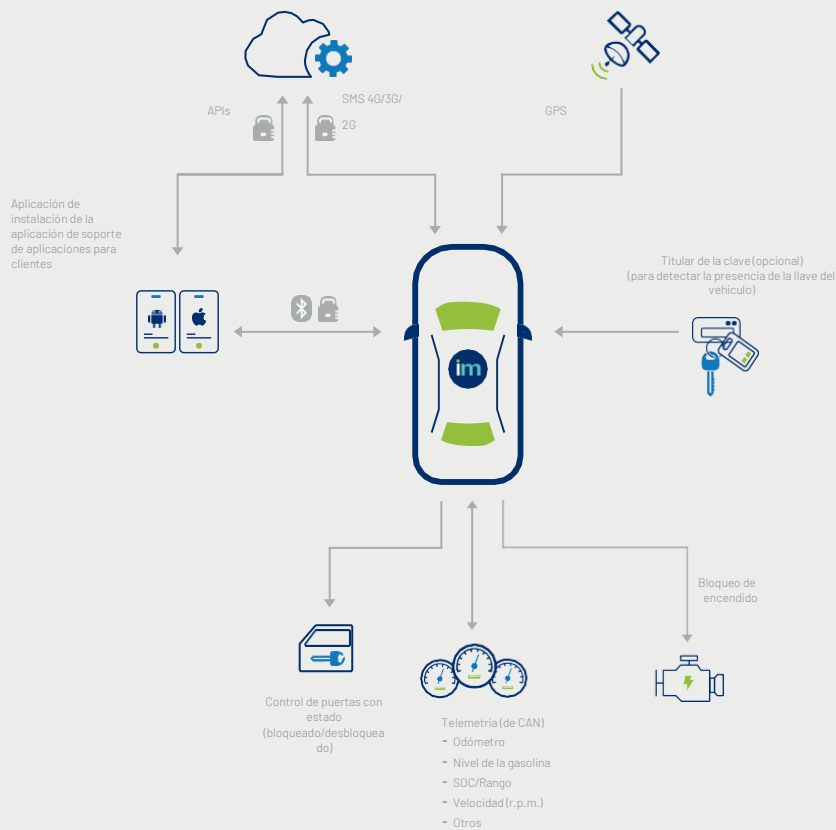 APIs
SMS 4G/3G/
2G
GPS
Aplicación de
instalación de la
aplicación de soporte
de aplicaciones para
clientes
Titular de la clave (opcional)
(para detectar la presencia de la llave del
vehículo)
im
Bloqueo de
encendido
Control de puertas con
estado
(bloqueado/desbloquea
do)
Telemetría (de CAN)
- Odómetro
- Nivel de la gasolina
- SOC/Rango
- Velocidad (r.p.m.)
- Otros